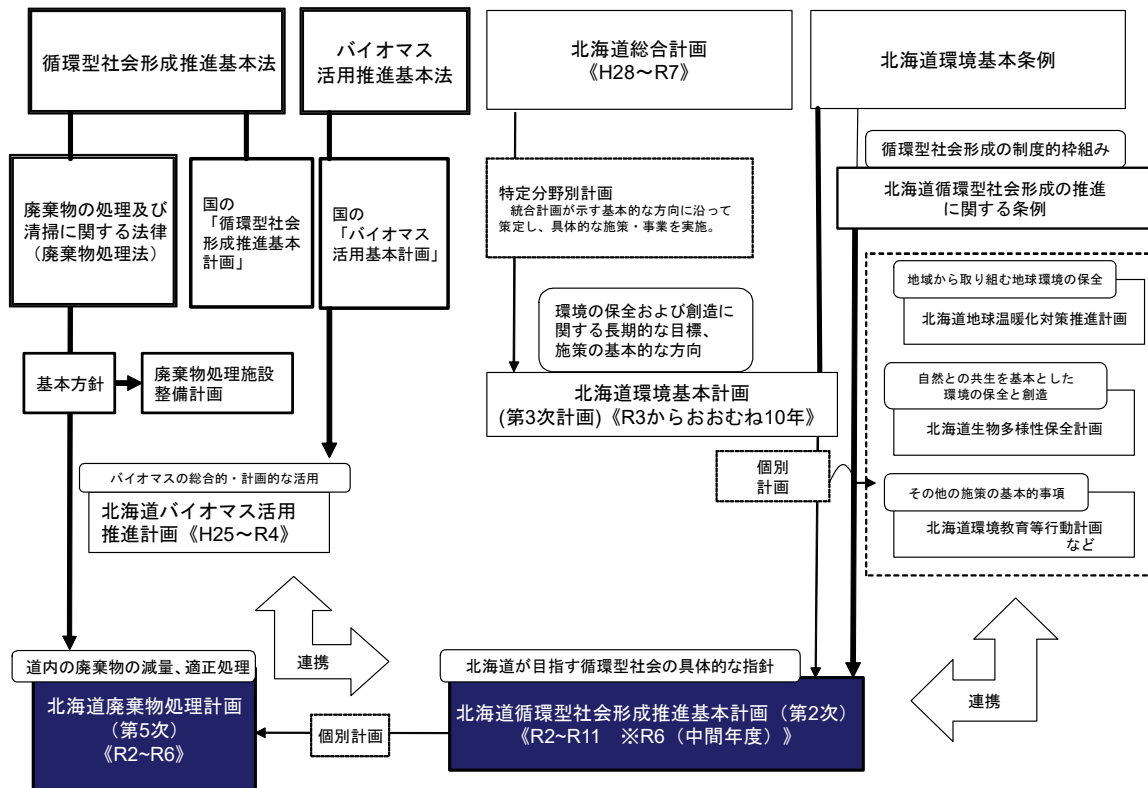 循環型社会形成推進基本法
バイオマス
活用推進基本法
北海道総合計画
《H28～R7》
北海道環境基本条例
廃棄物の処理及び
清掃に関する法律
（廃棄物処理法）
国の
「循環型社会
形成推進基本
計画」
国の
「バイオマス
活用基本計画」
特定分野別計画
統合計画が示す基本的な方向に沿って
策定し、具体的な施策・事業を実施。
循環型社会形成の制度的枠組み
北海道循環型社会形成の推進
に関する条例
地域から取り組む地球環境の保全
北海道地球温暖化対策推進計画
自然との共生を基本とした
環境の保全と創造
北海道生物多様性保全計画
その他の施策の基本的事項
北海道環境教育等行動計画
など
環境の保全および創造に
関する長期的な目標、
施策の基本的な方向
北海道環境基本計画
(第3次計画)《R3からおおむね10年》
基本方針
廃棄物処理施設
整備計画
個別
計画
バイオマスの総合的・計画的な活用
北海道バイオマス活用
推進計画《H25～R4》
連携
連携
道内の廃棄物の減量、適正処理
北海道廃棄物処理計画
（第5次）
《R2~R6》
個別計画
北海道が目指す循環型社会の具体的な指針
北海道循環型社会形成推進基本計画（第2次）
《R2~R11　※R6（中間年度）》